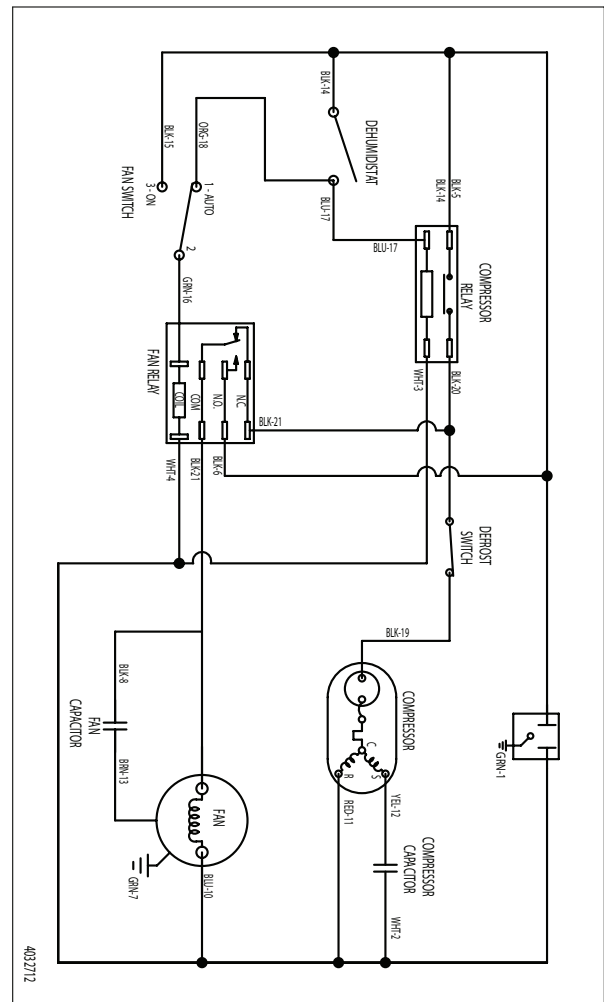 GRN-1
COMPRESSOR
RELAY
DEFROST
SWITCH
BLK-5
BLK-14
BLK-20
COMPRESSOR
CAPACITOR
WHT-3
BLU-17
BLK-19
COMPRESSOR
C
S
R
YEL-12
WHT-2
RED-11
DEHUMIDISTAT
BLK-14
BLU-17
BLK-21
N.C.
N.O.
COM
COIL
BLK-6
BLK-21
WHT-4
FAN RELAY
ORG-18
1 - AUTO
2
GRN-16
BLK-15
3 - ON
FAN SWITCH
FAN
BLU-10
BLK-8
BRN-13
GRN-7
FAN
CAPACITOR
4032712